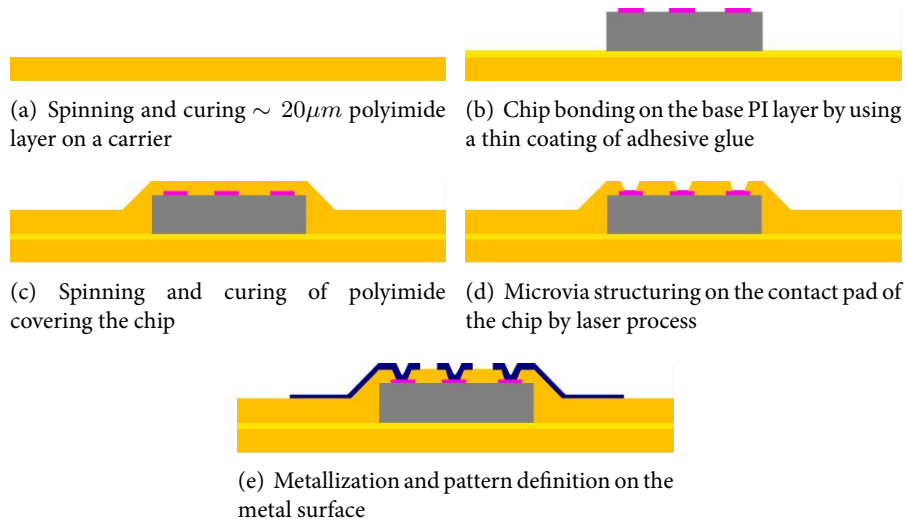 (a) Spinning and curing ∼ 20μm polyimide
layer on a carrier
(b) Chip bonding on the base PI layer by using
a thin coating of adhesive glue
(c) Spinning and curing of polyimide
covering the chip
(d) Microvia structuring on the contact pad of
the chip by laser process
(e) Metallization and pattern definition on the
metal surface